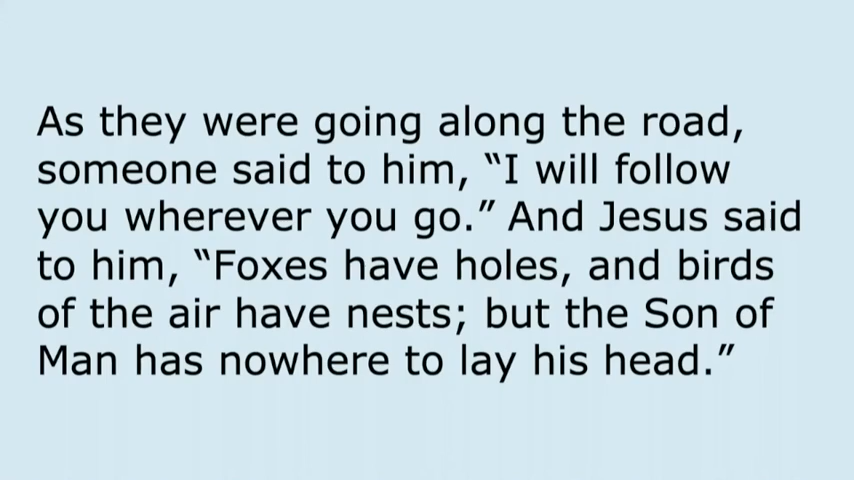 As they were going along the road,
someone said to him, “I will follow
you wherever you go.” And Jesus said
to him, “Foxes have holes, and birds
of the air have nests; but the Son of
Man has nowhere to lay his head.”